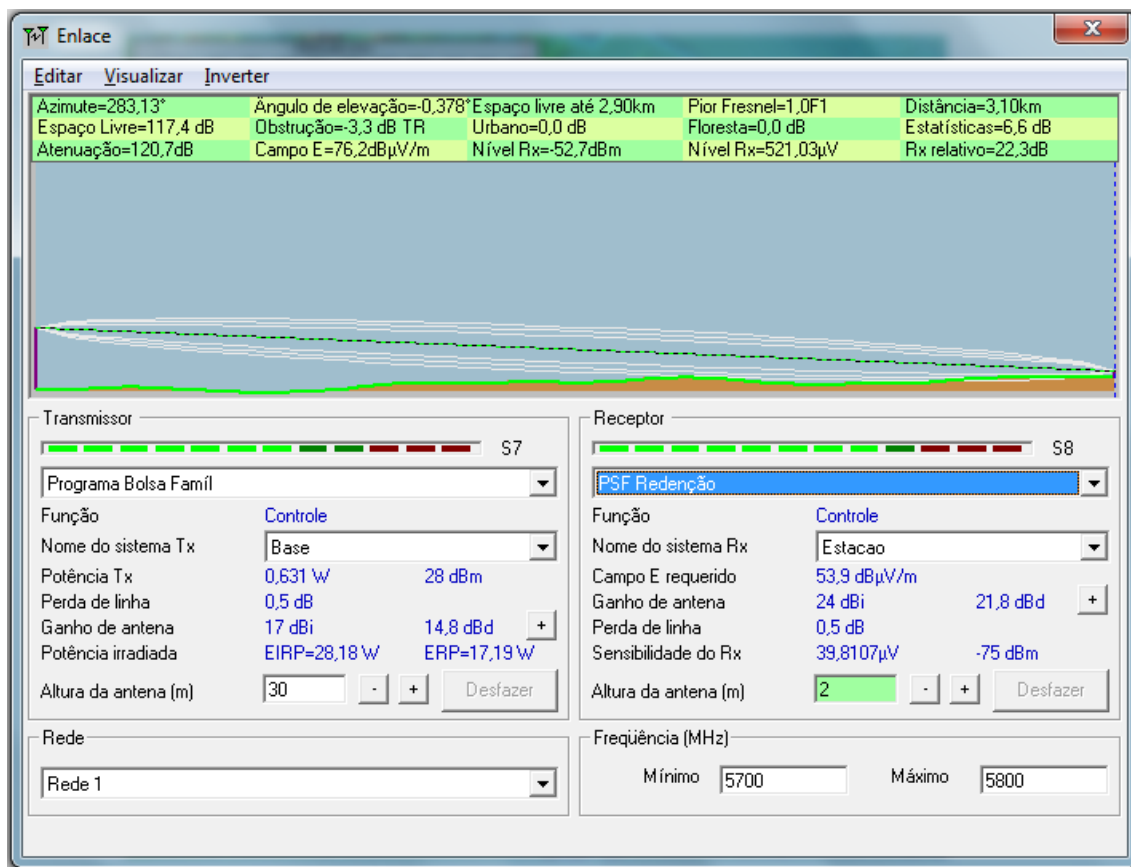 Enlace
Editar Visualizar Inverter
Azimute=283,13° Ângulo de elevação=-0,378° Espaço livre até 2,90km Pior Fresnel=1,0F1 Distância=3,10km
Espaço Livre=117,4 dB Obstrução=-3,3 dB TR Urbano=0,0 dB Floresta=0,0 dB Estatísticas=6,6 dB
Atenuação=120,7dB Campo E=76,2dBµV/m Nível Rx=-52,7dBm Nível Rx=521,03µV Rx relativo=22,3dB
Transmissor
S7
Programa Bolsa Famíl
Função Controle
Nome do sistema Tx Base
Potência Tx 0,631 W 28 dBm
Perda de linha 0,5 dB
Ganho de antena 17 dBi 14,8 dBd +
Potência irradiada EIRP=28,18 W ERP=17,19 W
Altura da antena (m) 30 - + Desfazer
Receptor
S8
PSF Redenção
Função Controle
Nome do sistema Rx Estacao
Campo E requerido 53,9 dBµV/m
Ganho de antena 24 dBi 21,8 dBd +
Perda de linha 0,5 dB
Sensibilidade do Rx 39,8107µV -75 dBm
Altura da antena (m) 2 - + Desfazer
Rede
Rede 1
Freqüência (MHz)
Mínimo 5700 Máximo 5800